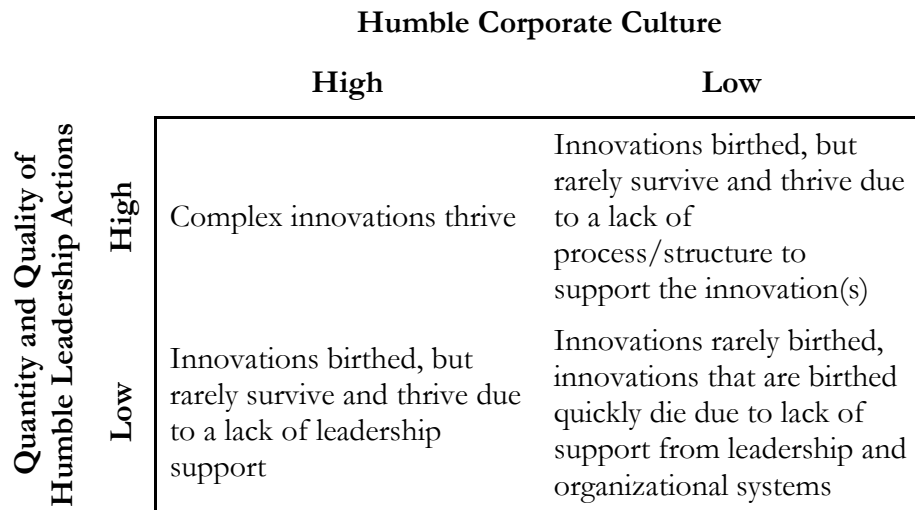 Humble Corporate Culture
High
Low
Quantity and Quality of
Humble Leadership Actions
High
Complex innovations thrive
Innovations birthed, but
rarely survive and thrive due
to a lack of
process/structure to
support the innovation(s)
Low
Innovations birthed, but
rarely survive and thrive due
to a lack of leadership
support
Innovations rarely birthed,
innovations that are birthed
quickly die due to lack of
support from leadership and
organizational systems